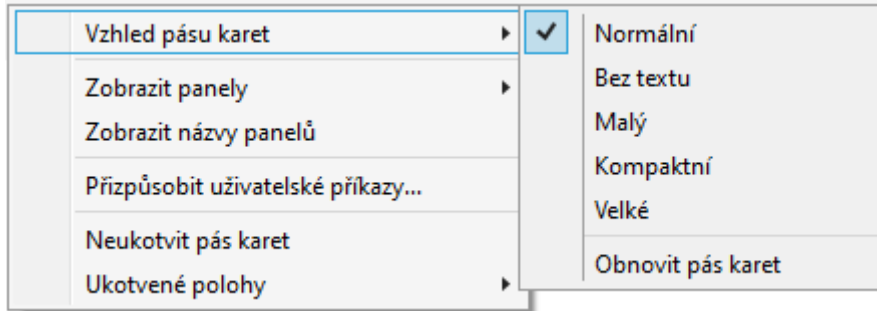 Vzhled pásu karet
Zobrazit panely
Zobrazit názvy panelů
Přizpůsobit uživatelské příkazy...
Neukotvit pás karet
Ukotvené polohy
Normální
Bez textu
Malý
Kompaktní
Velké
Obnovit pás karet